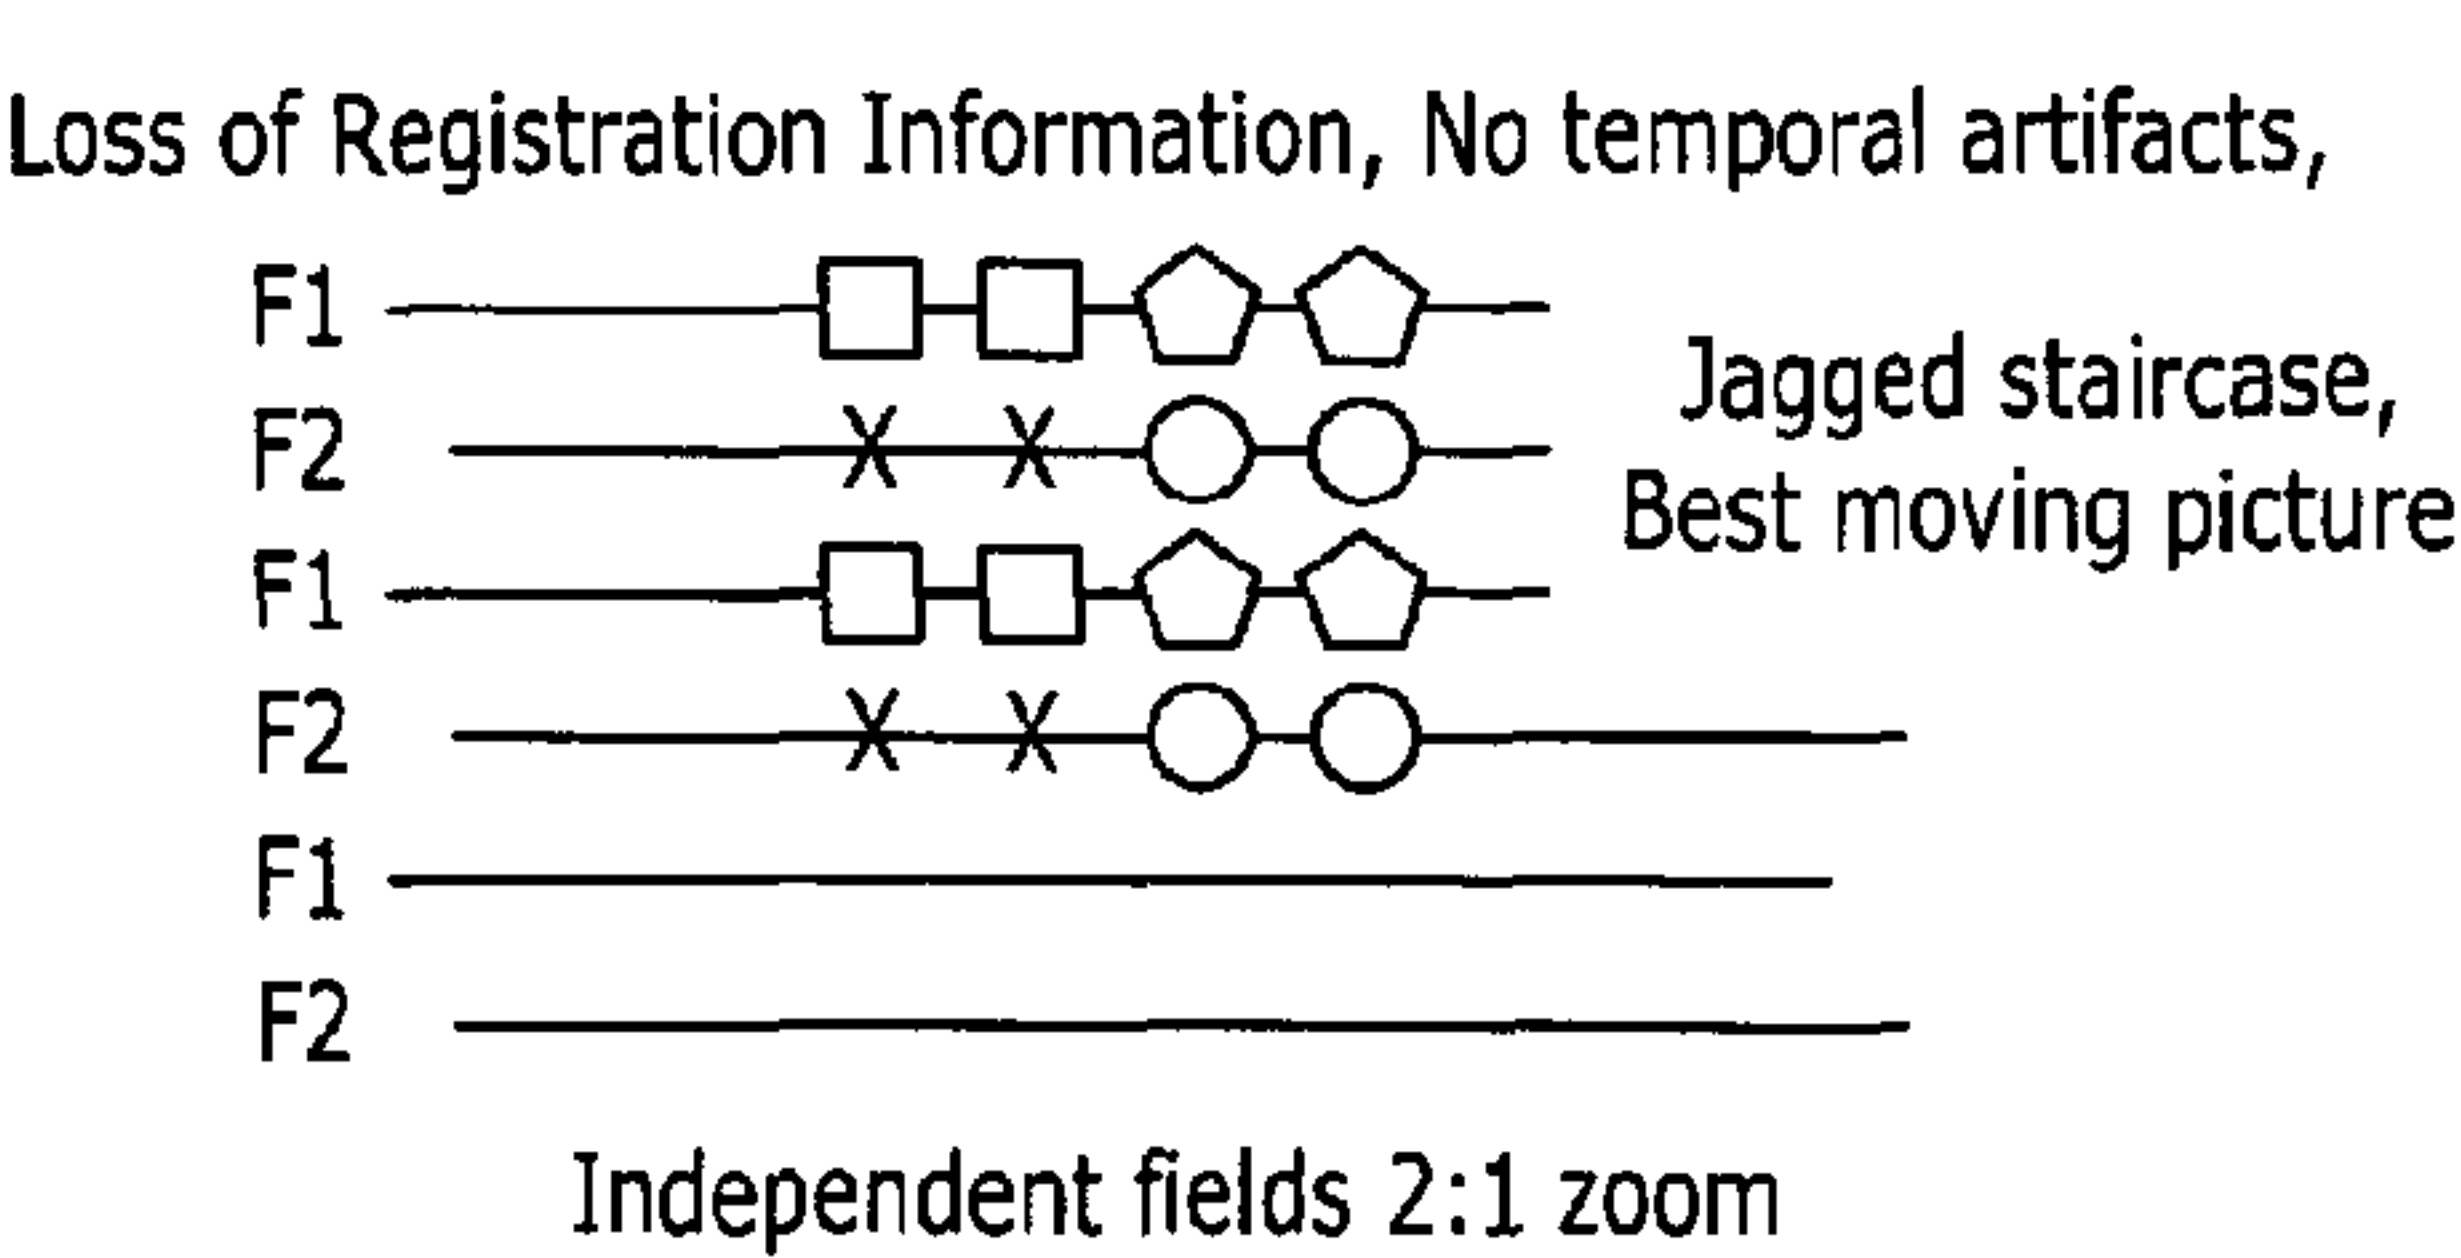 Loss of Registration Information, No temporal artifacts,
F1
F2
Jagged staircase,
Best moving picture
F1
F2
F1
F2
Independent fields 2:1 zoom